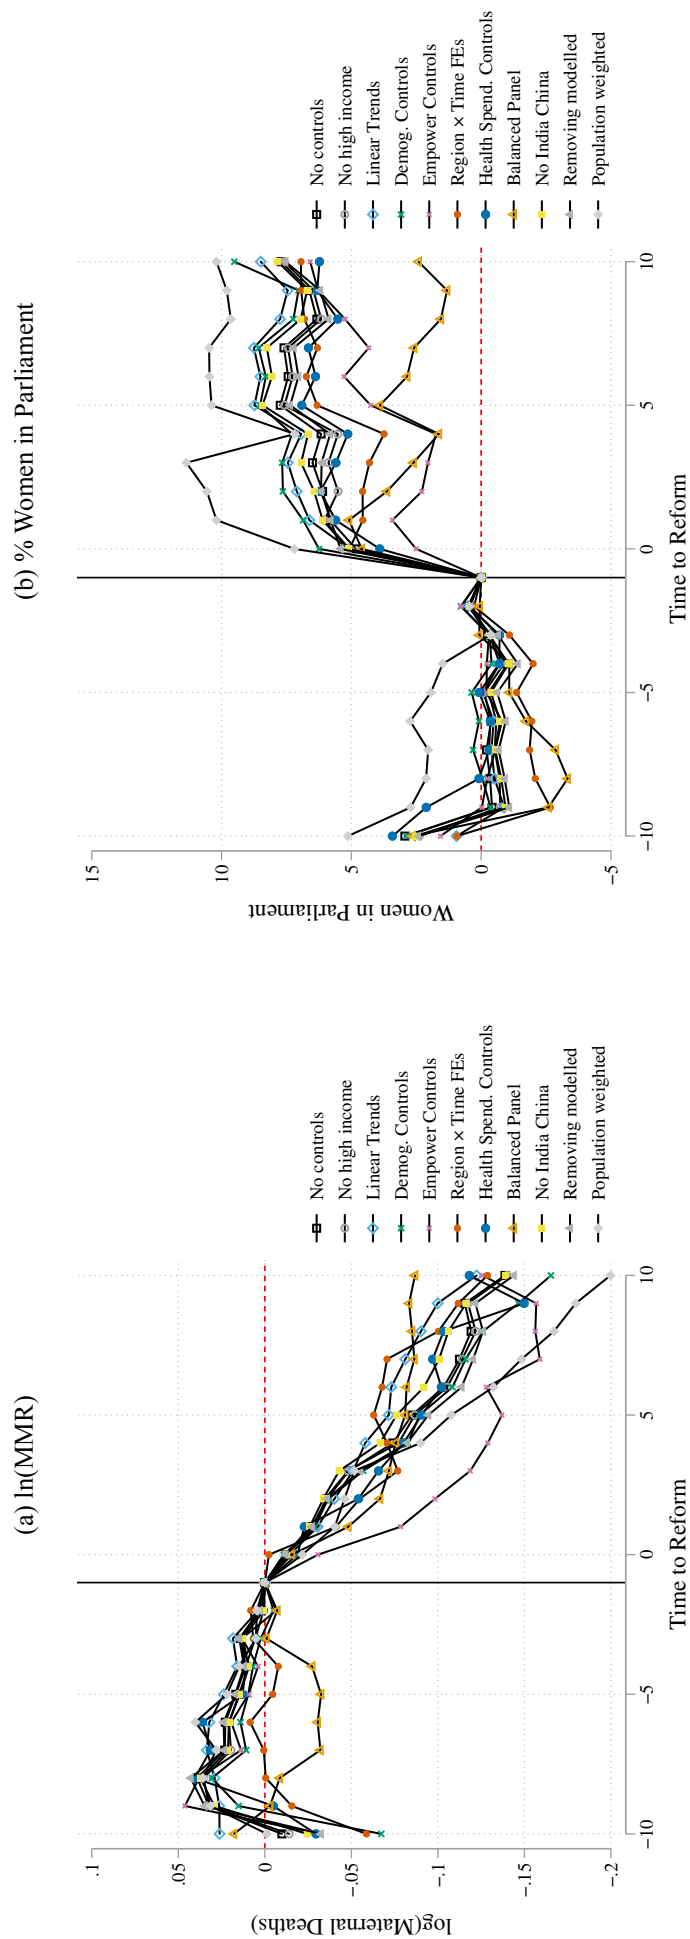 (a) ln(MMR)
log(Maternal Deaths)
.1
.05
0
-.05
-.1
-.15
-.2
-10
-5
0
5
10
Time to Reform
No controls
No high income
Linear Trends
Demog. Controls
Empower Controls
Region × Time FEs
Health Spend. Controls
Balanced Panel
No India China
Removing modelled
Population weighted
(b) % Women in Parliament
Women in Parliament
15
10
5
0
-5
-10
-5
0
5
10
Time to Reform
No controls
No high income
Linear Trends
Demog. Controls
Empower Controls
Region × Time FEs
Health Spend. Controls
Balanced Panel
No India China
Removing modelled
Population weighted